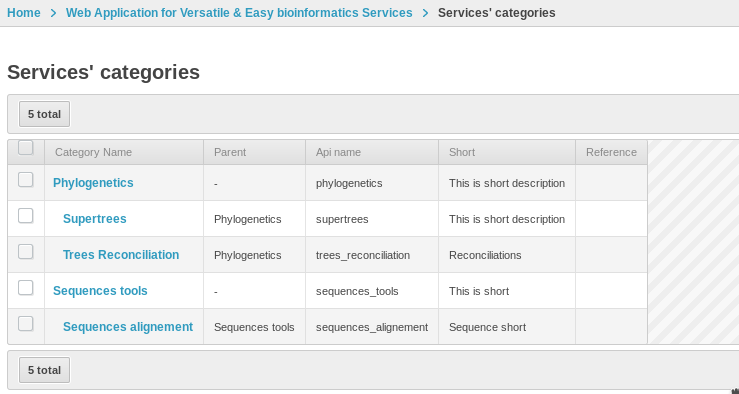 Home > Web Application for Versatile & Easy bioinformatics Services > Services' categories
Services' categories
5 total
Category Name Parent Api name Short Reference
Phylogenetics - phylogenetics This is short description
Supertrees Phylogenetics supertrees This is short description
Trees Reconciliation Phylogenetics trees_reconciliation Reconciliations
Sequences tools - sequences_tools This is short
Sequences alignement Sequences tools sequences_alignement Sequence short
5 total